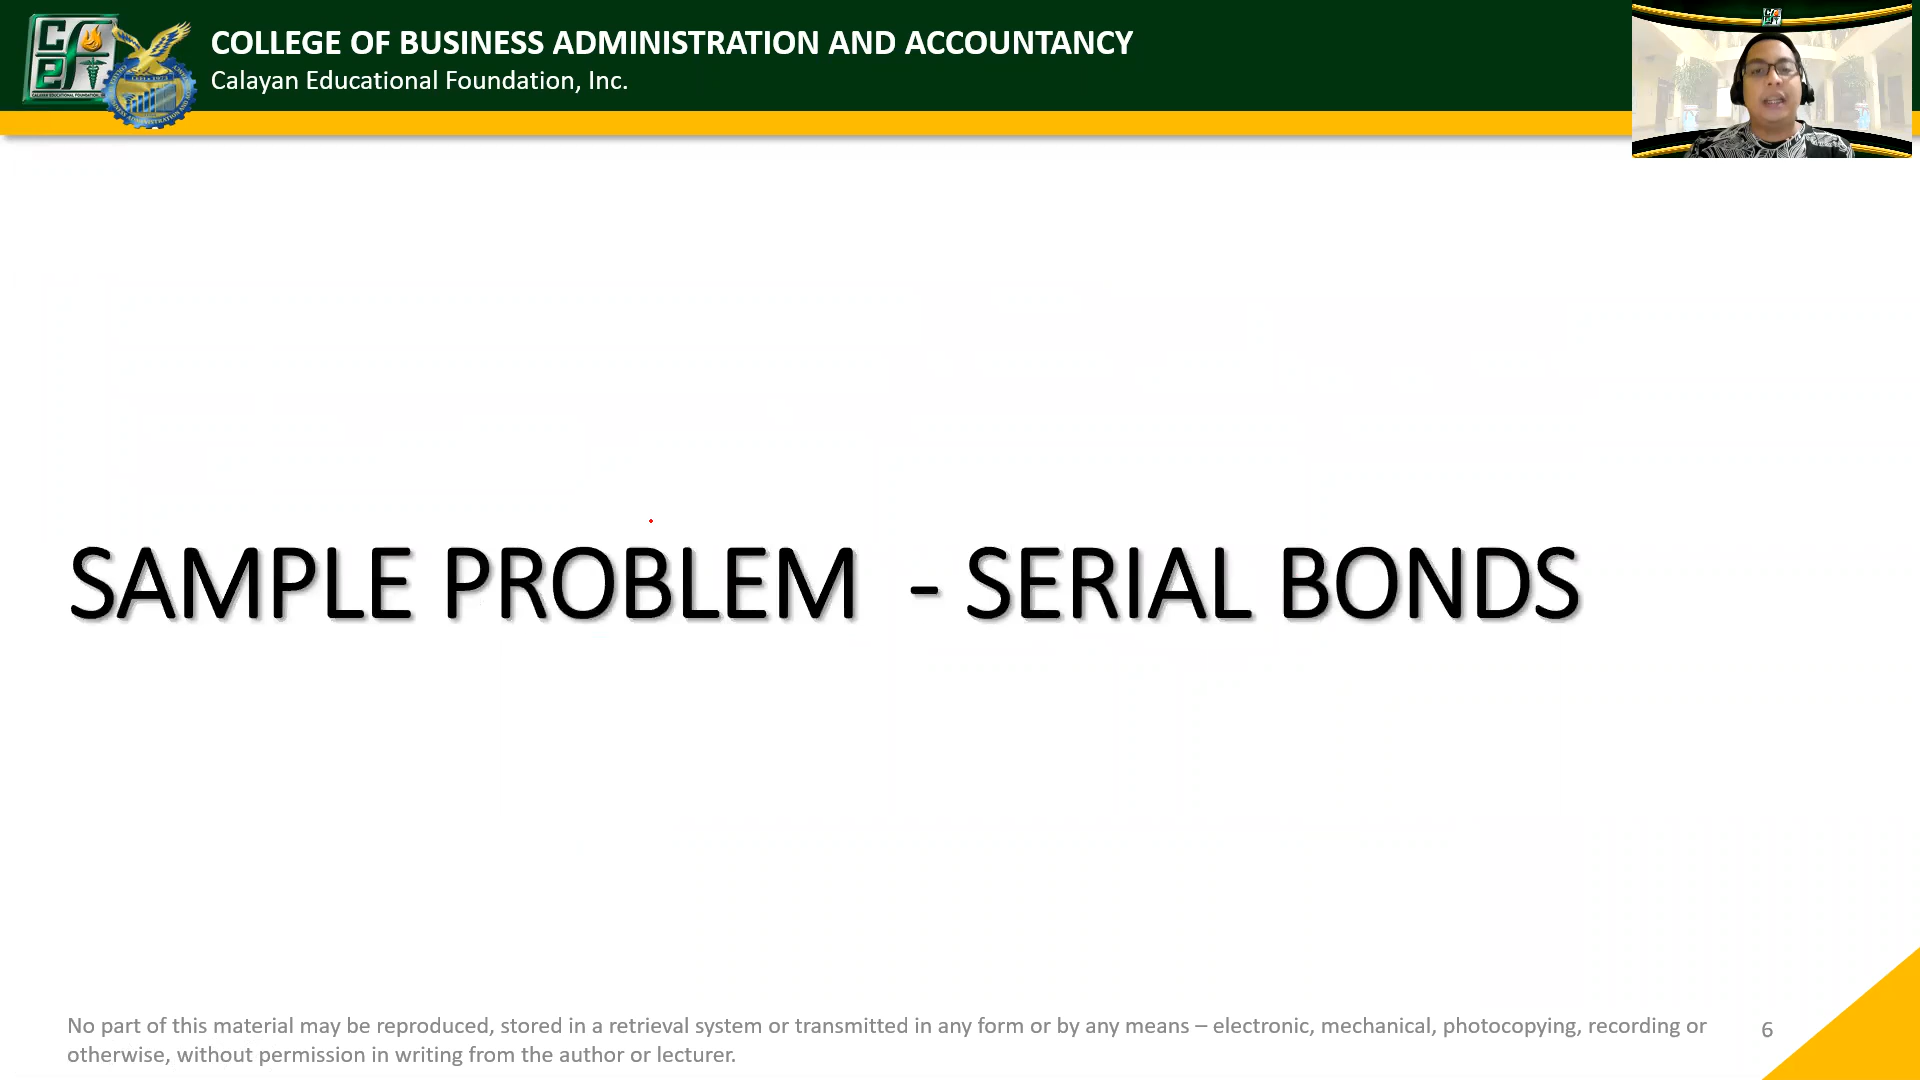 COLLEGE OF BUSINESS ADMINISTRATION AND ACCOUNTANCY
Calayan Educational Foundation, Inc.
SAMPLE PROBLEM - SERIAL BONDS
No part of this material may be reproduced, stored in a retrieval system or transmitted in any form or by any means – electronic, mechanical, photocopying, recording or
otherwise, without permission in writing from the author or lecturer.
6